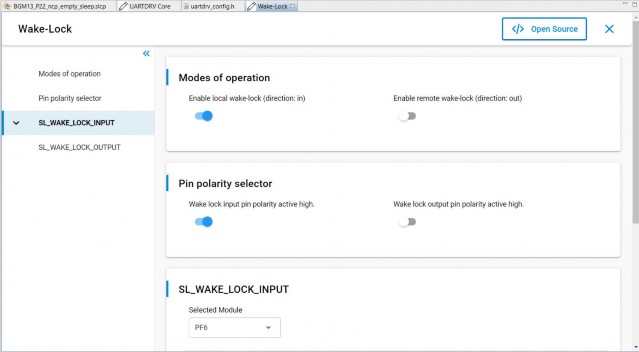 BGM13_P22_ncp_empty_sleep.slcp
UARTDRV Core
uartdrv_config.h
Wake-Lock
Wake-Lock
</> Open Source
Modes of operation
Pin polarity selector
SL_WAKE_LOCK_INPUT
SL_WAKE_LOCK_OUTPUT
Modes of operation
Enable local wake-lock (direction: in)
Enable remote wake-lock (direction: out)
Pin polarity selector
Wake lock input pin polarity active high.
Wake lock output pin polarity active high.
SL_WAKE_LOCK_INPUT
Selected Module
PF6